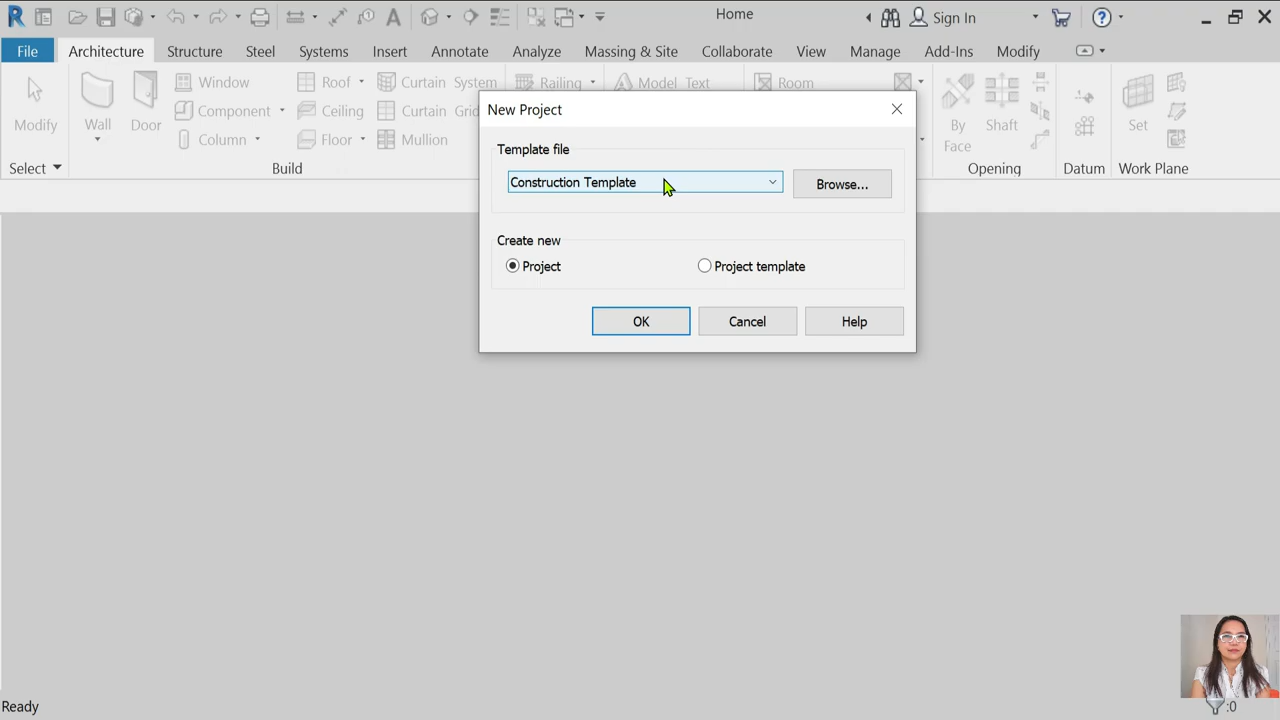 Home
Sign In
File Architecture Structure Steel Systems Insert Annotate Analyze Massing & Site Collaborate View Manage Add-Ins Modify
Modify
Wall
Door
Window
Component
Column
Roof
Ceiling
Floor
Curtain System
Curtain Grid
Mullion
Railing
Model Text
Room
By Face
Shaft
Set
Select
Build
Opening
Datum
Work Plane
New Project
Template file
Construction Template
Browse...
Create new
Project
Project template
OK
Cancel
Help
Ready
:0